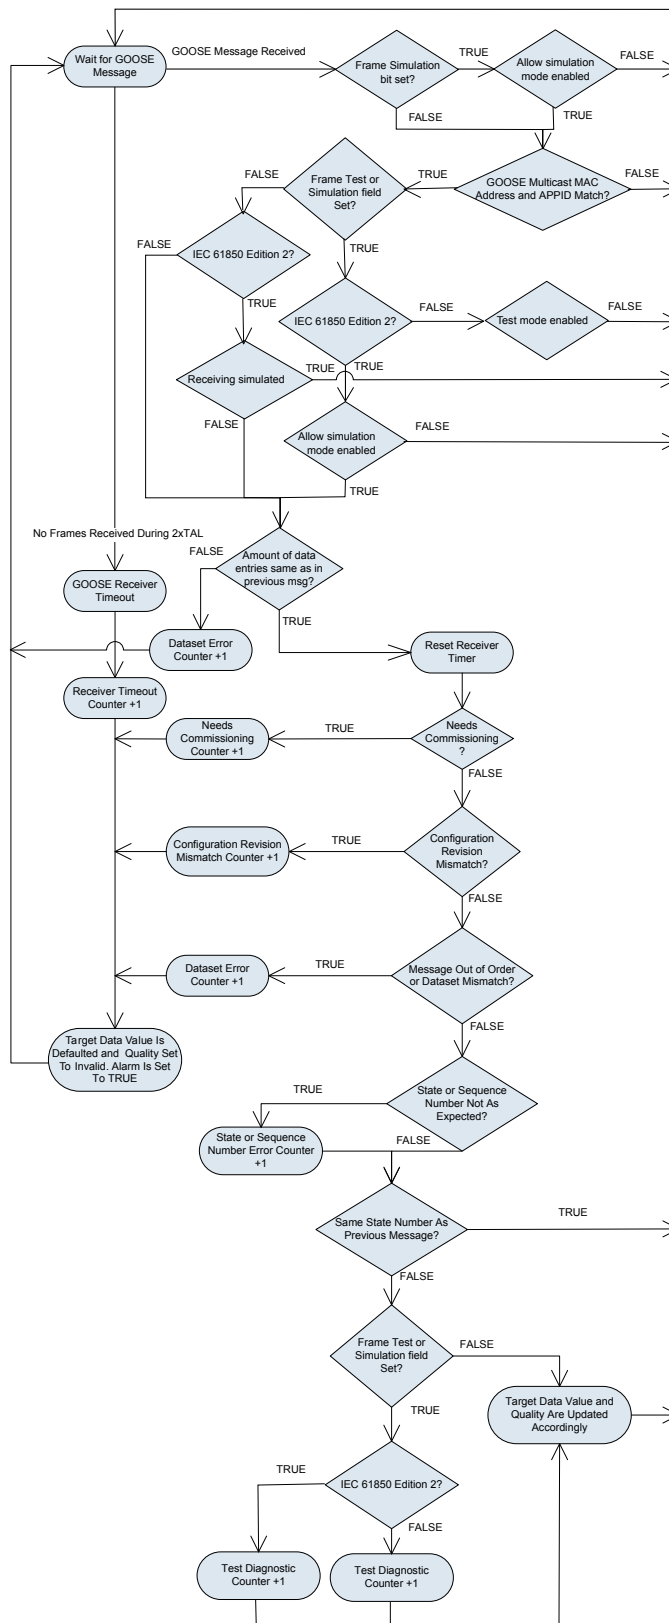 Wait for GOOSE
Message
GOOSE Message Received
Frame Simulation
bit set?
TRUE
Allow simulation
mode enabled
FALSE
FALSE
TRUE
GOOSE Multicast MAC
Address and APPID Match?
TRUE
FALSE
Frame Test or
Simulation field
Set?
FALSE
TRUE
IEC 61850 Edition 2?
FALSE
TRUE
IEC 61850 Edition 2?
FALSE
TRUE
Test mode enabled
FALSE
Receiving simulated
TRUE
FALSE
Allow simulation
mode enabled
FALSE
TRUE
No Frames Received During 2xTAL
GOOSE Receiver
Timeout
Amount of data
entries same as in
previous msg?
FALSE
TRUE
Dataset Error
Counter +1
Reset Receiver
Timer
Receiver Timeout
Counter +1
Needs
Commissioning
?
TRUE
FALSE
Needs
Commissioning
Counter +1
Configuration
Revision
Mismatch?
TRUE
FALSE
Configuration Revision
Mismatch Counter +1
Message Out of Order
or Dataset Mismatch?
TRUE
FALSE
Dataset Error
Counter +1
Target Data Value Is
Defaulted and Quality Set
To Invalid. Alarm Is Set
To TRUE
State or Sequence
Number Not As
Expected?
TRUE
FALSE
State or Sequence
Number Error Counter
+1
Same State Number As
Previous Message?
TRUE
FALSE
Frame Test or
Simulation field
Set?
FALSE
TRUE
Target Data Value and
Quality Are Updated
Accordingly
IEC 61850 Edition 2?
TRUE
FALSE
Test Diagnostic
Counter +1
Test Diagnostic
Counter +1